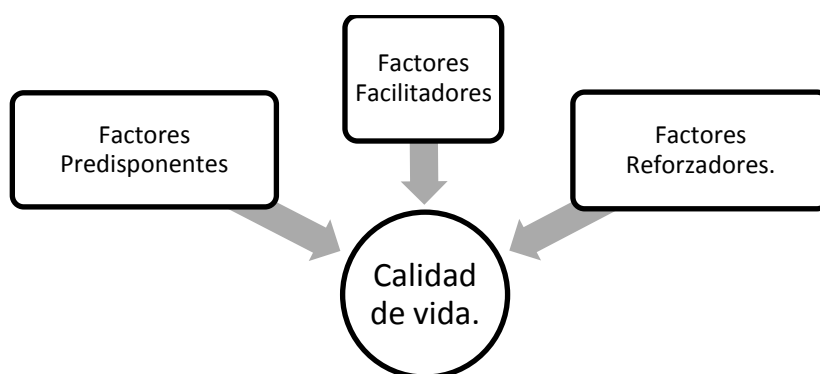 Factores
Facilitadores
Factores
Predisponentes
Factores
Reforzadores.
Calidad
de vida.